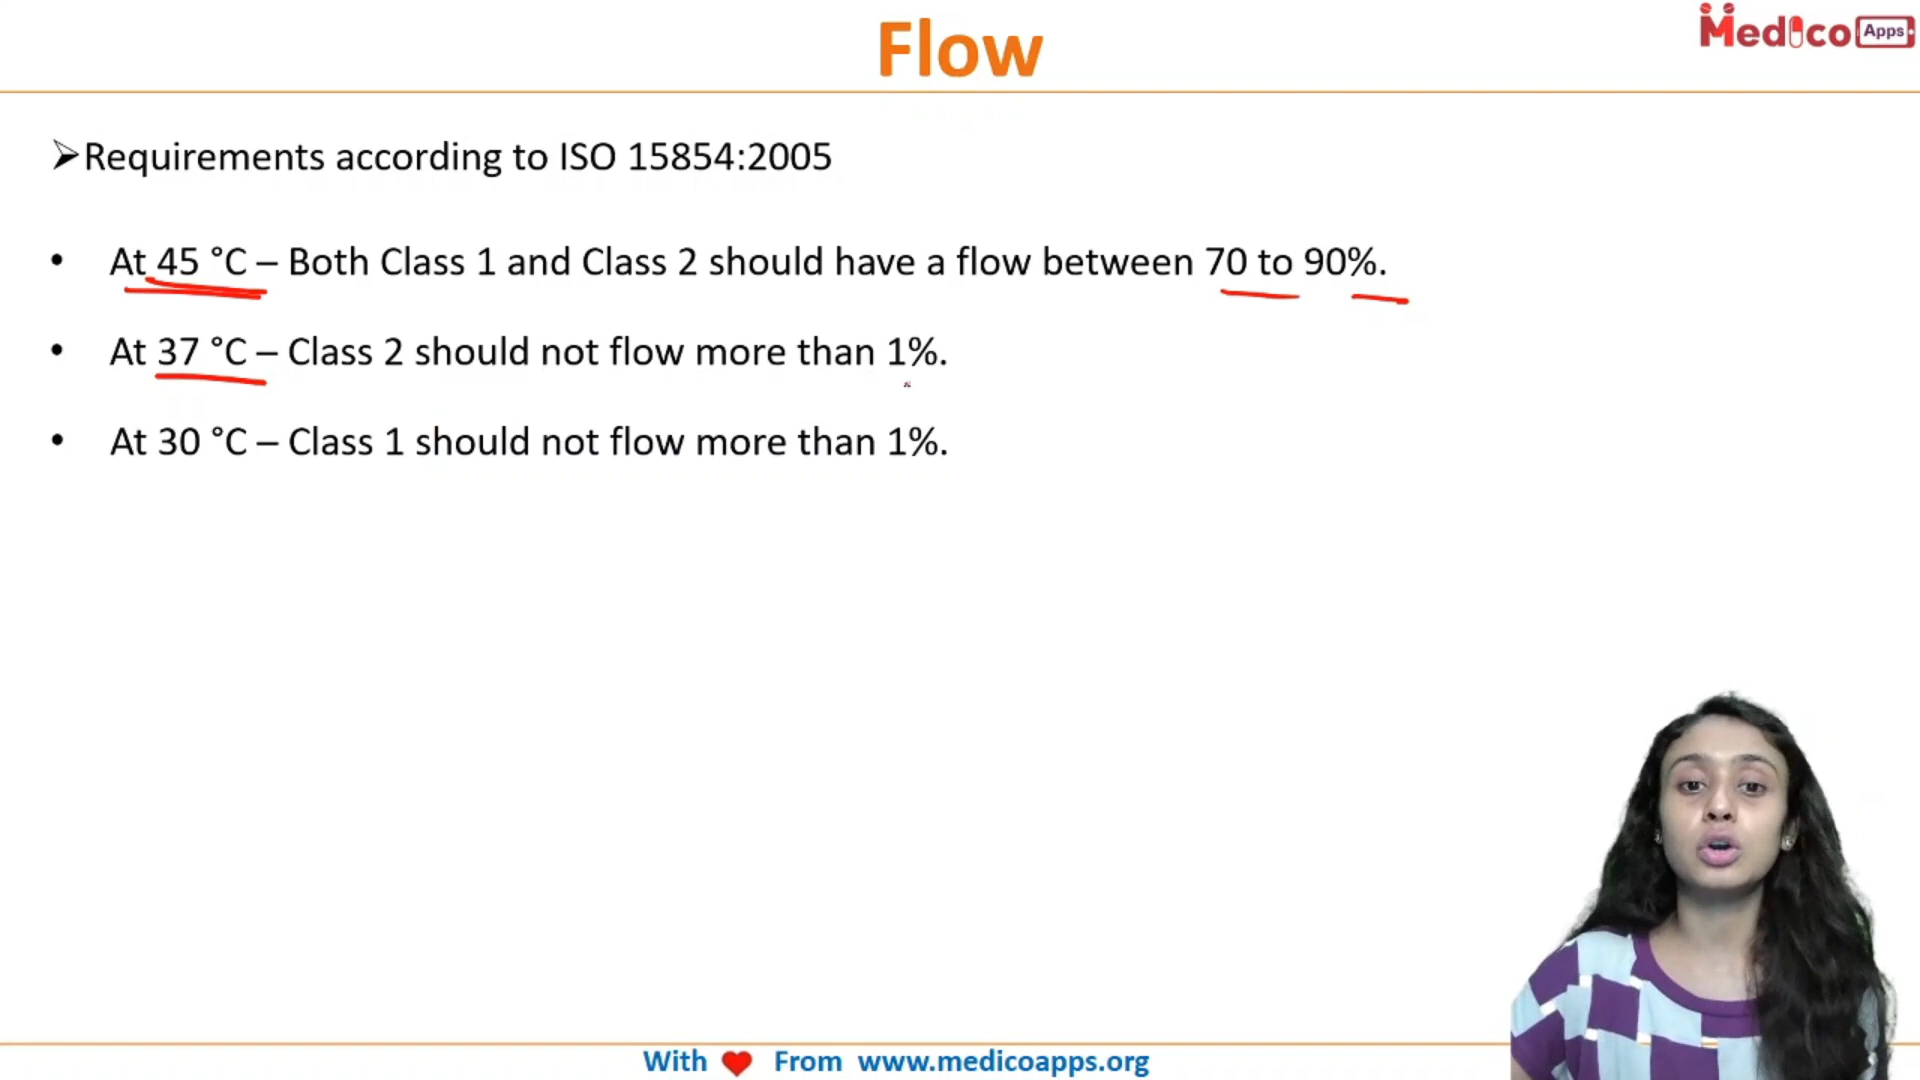 Flow
Medico Apps
➢Requirements according to ISO 15854:2005
• At 45 °C – Both Class 1 and Class 2 should have a flow between 70 to 90%.
• At 37 °C – Class 2 should not flow more than 1%.
• At 30 °C – Class 1 should not flow more than 1%.
With ❤ From www.medicoapps.org